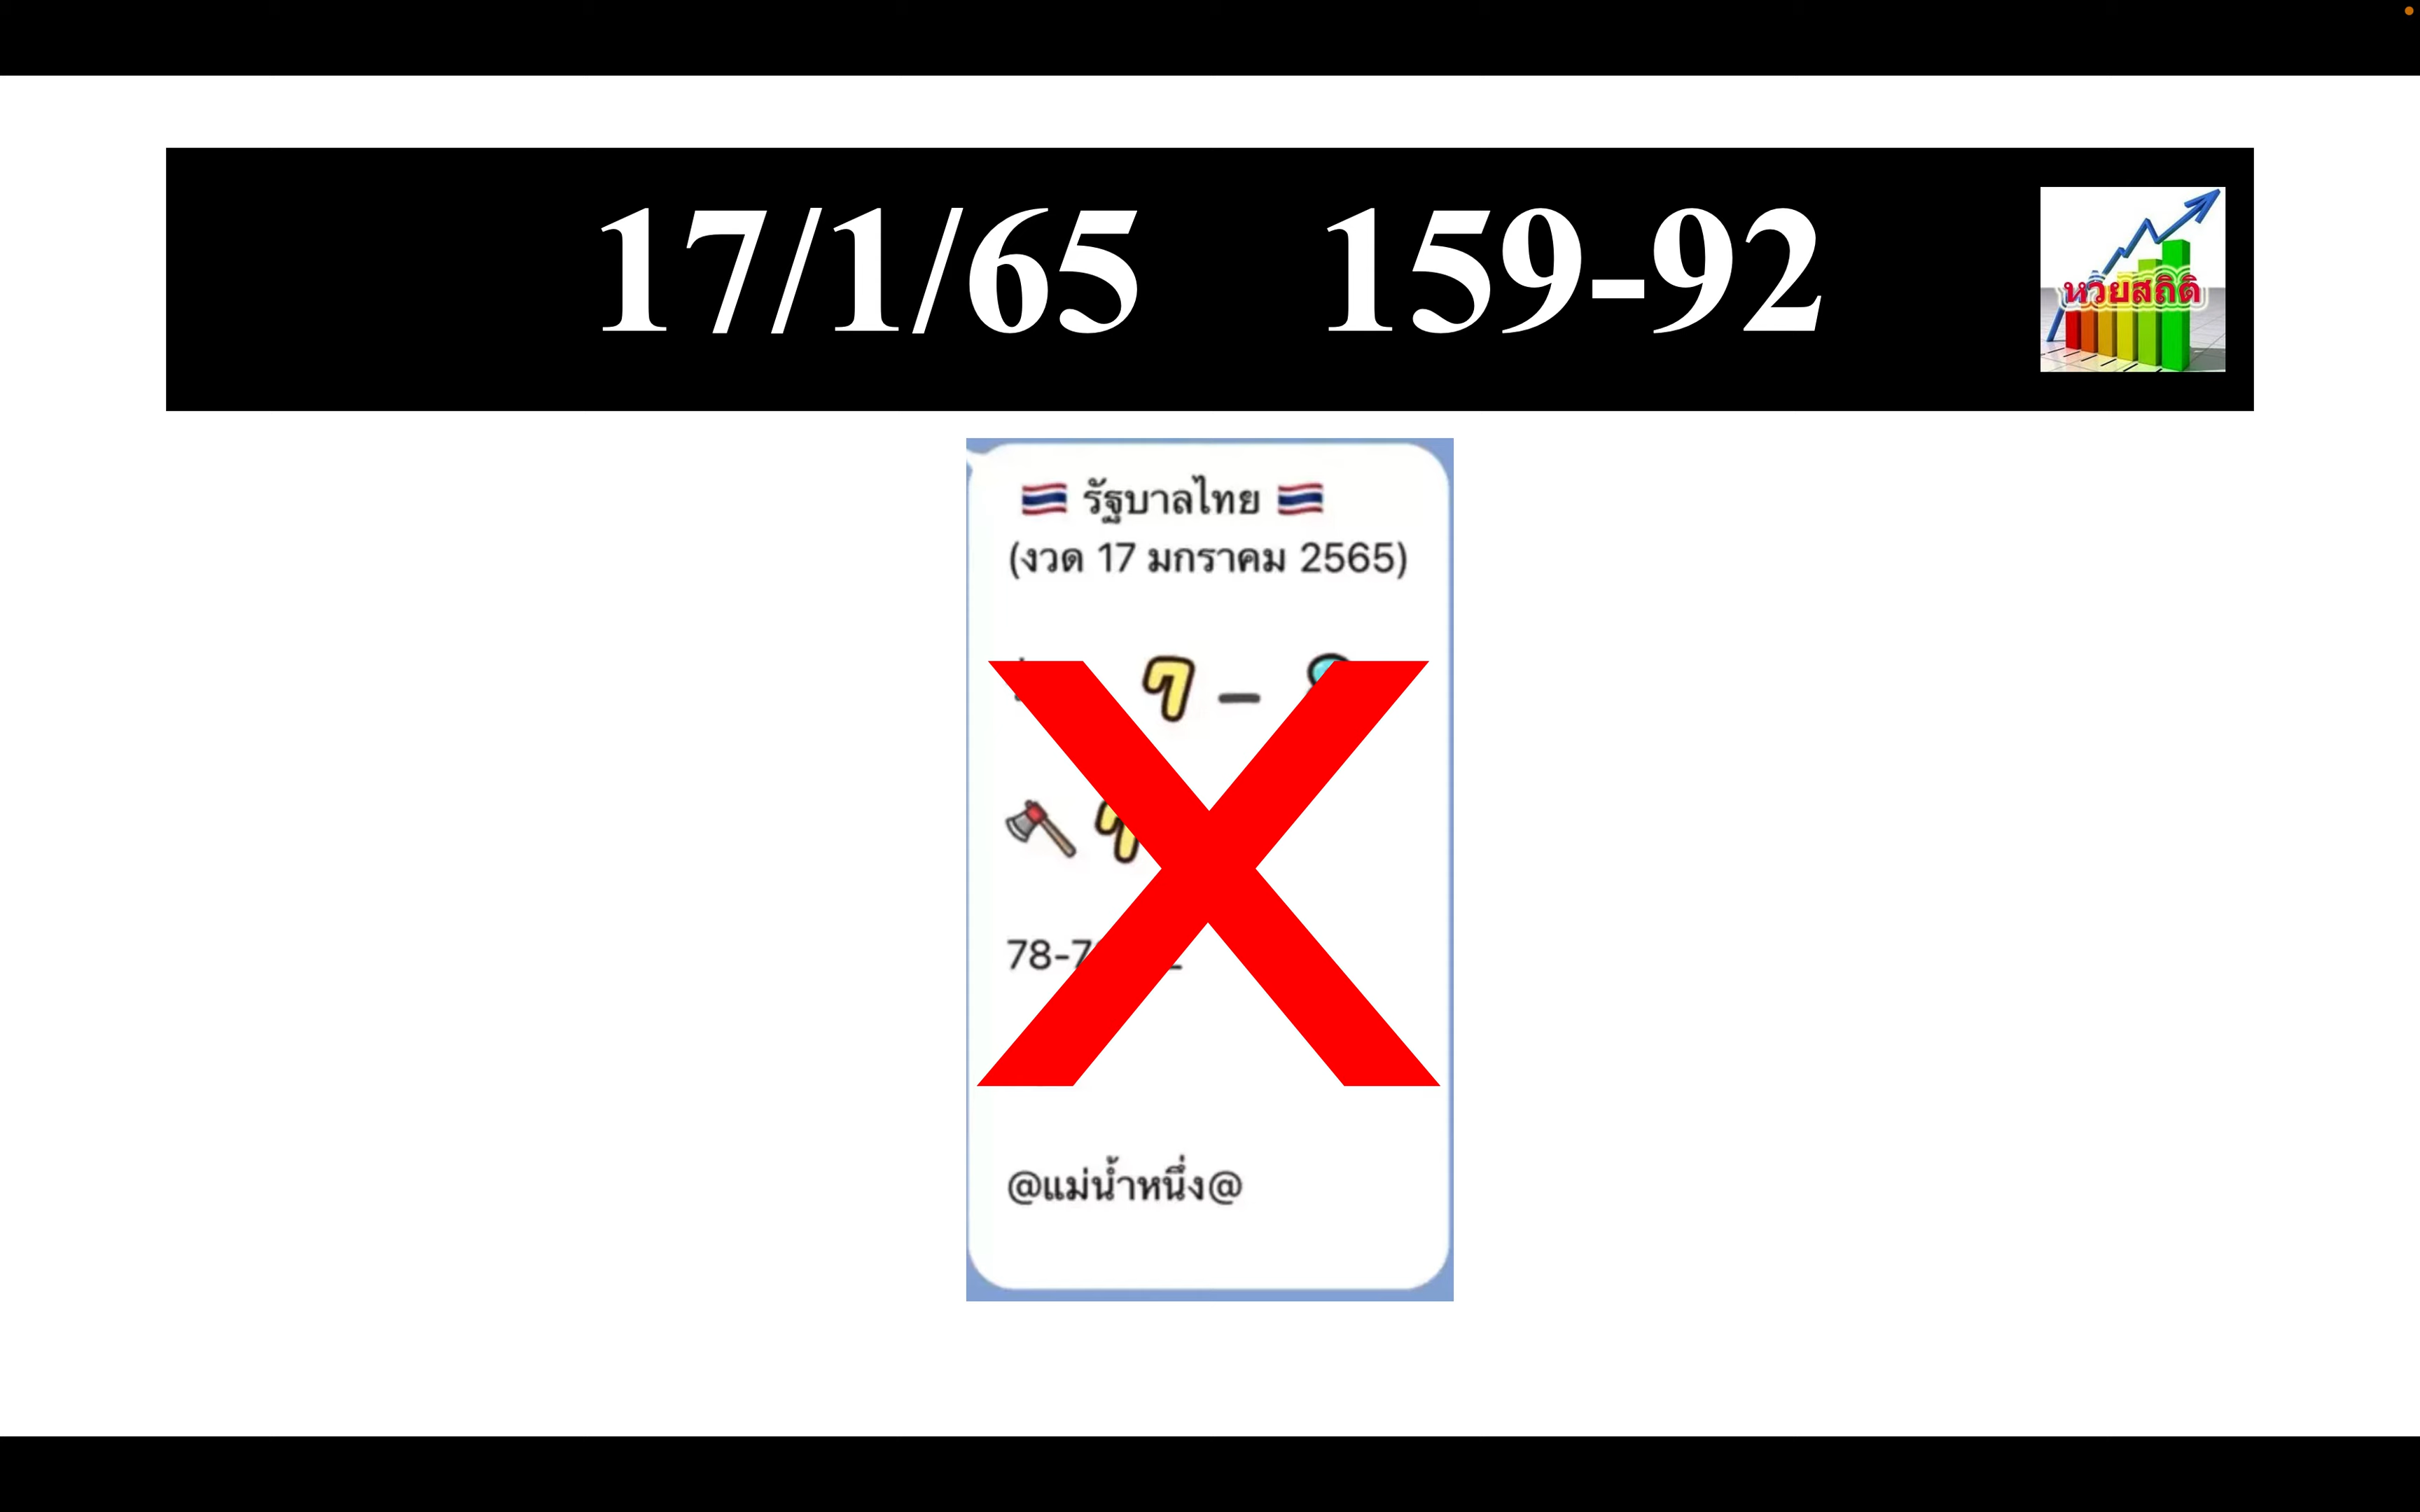 17/1/65 159-92
หวยสถิติ
🇹🇭 รัฐบาลไทย 🇹🇭
(งวด 17 มกราคม 2565)
7 –
🪓 7
78-7
@แม่น้ำหนึ่ง@